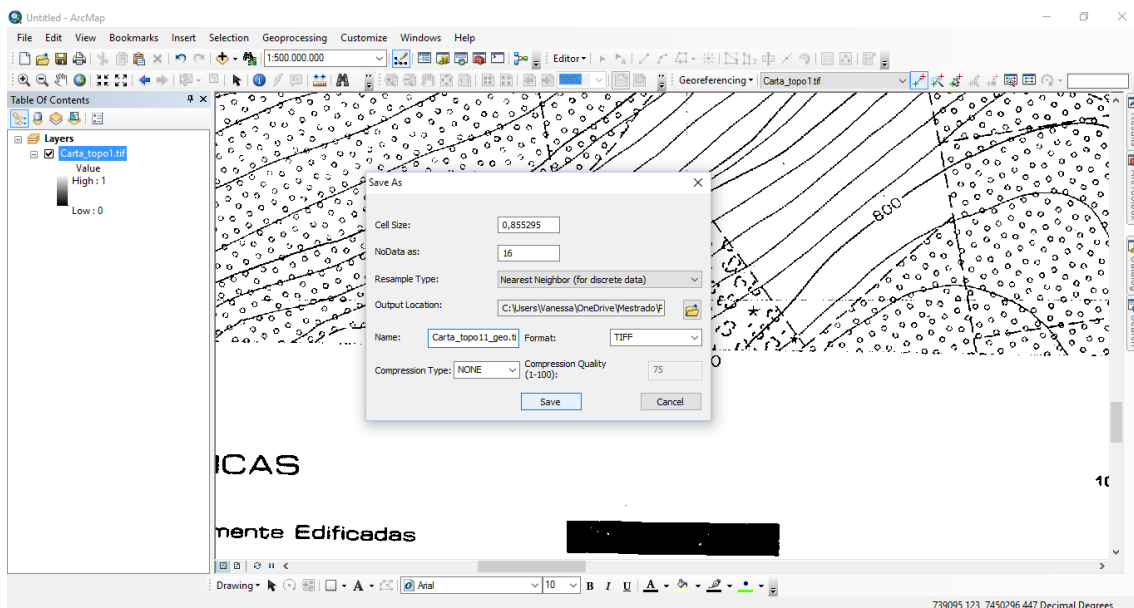 Untitled - ArcMap
File Edit View Bookmarks Insert Selection Geoprocessing Customize Windows Help
1:500.000.000 Editor
100% Georeferencing Carta_topo1.tif
Table Of Contents
Layers
Carta_topo1.tif
Value
High : 1
Low : 0
800
Save As
Cell Size: 0,855295
NoData as: 16
Resample Type: Nearest Neighbor (for discrete data)
Output Location: C:\Users\Vanessa\OneDrive\Mestrado\F
Name: Carta_topo11_geo.ti Format: TIFF
Compression Type: NONE Compression Quality (1-100): 75
Save Cancel
0
ICAS
10
mente Edificadas
Drawing A Arial 10 B I U A
739095,123 7450296,447 Decimal Degrees